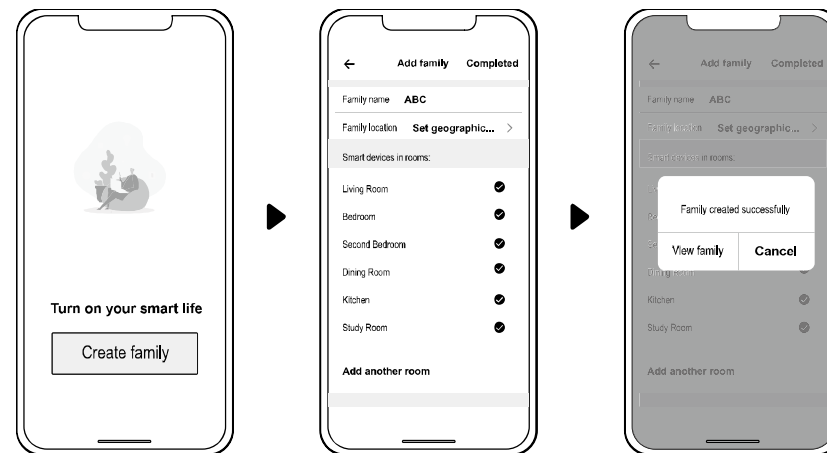 Turn on your smart life
Create family
Add family Completed
Family name ABC
Family location Set geographic...
Smart devices in rooms:
Living Room
Bedroom
Second Bedroom
Dining Room
Kitchen
Study Room
Add another room
Add family Completed
Family name ABC
Family location Set geographic...
Smart devices in rooms:
Family created successfully
View family Cancel
Dining Room
Kitchen
Study Room
Add another room